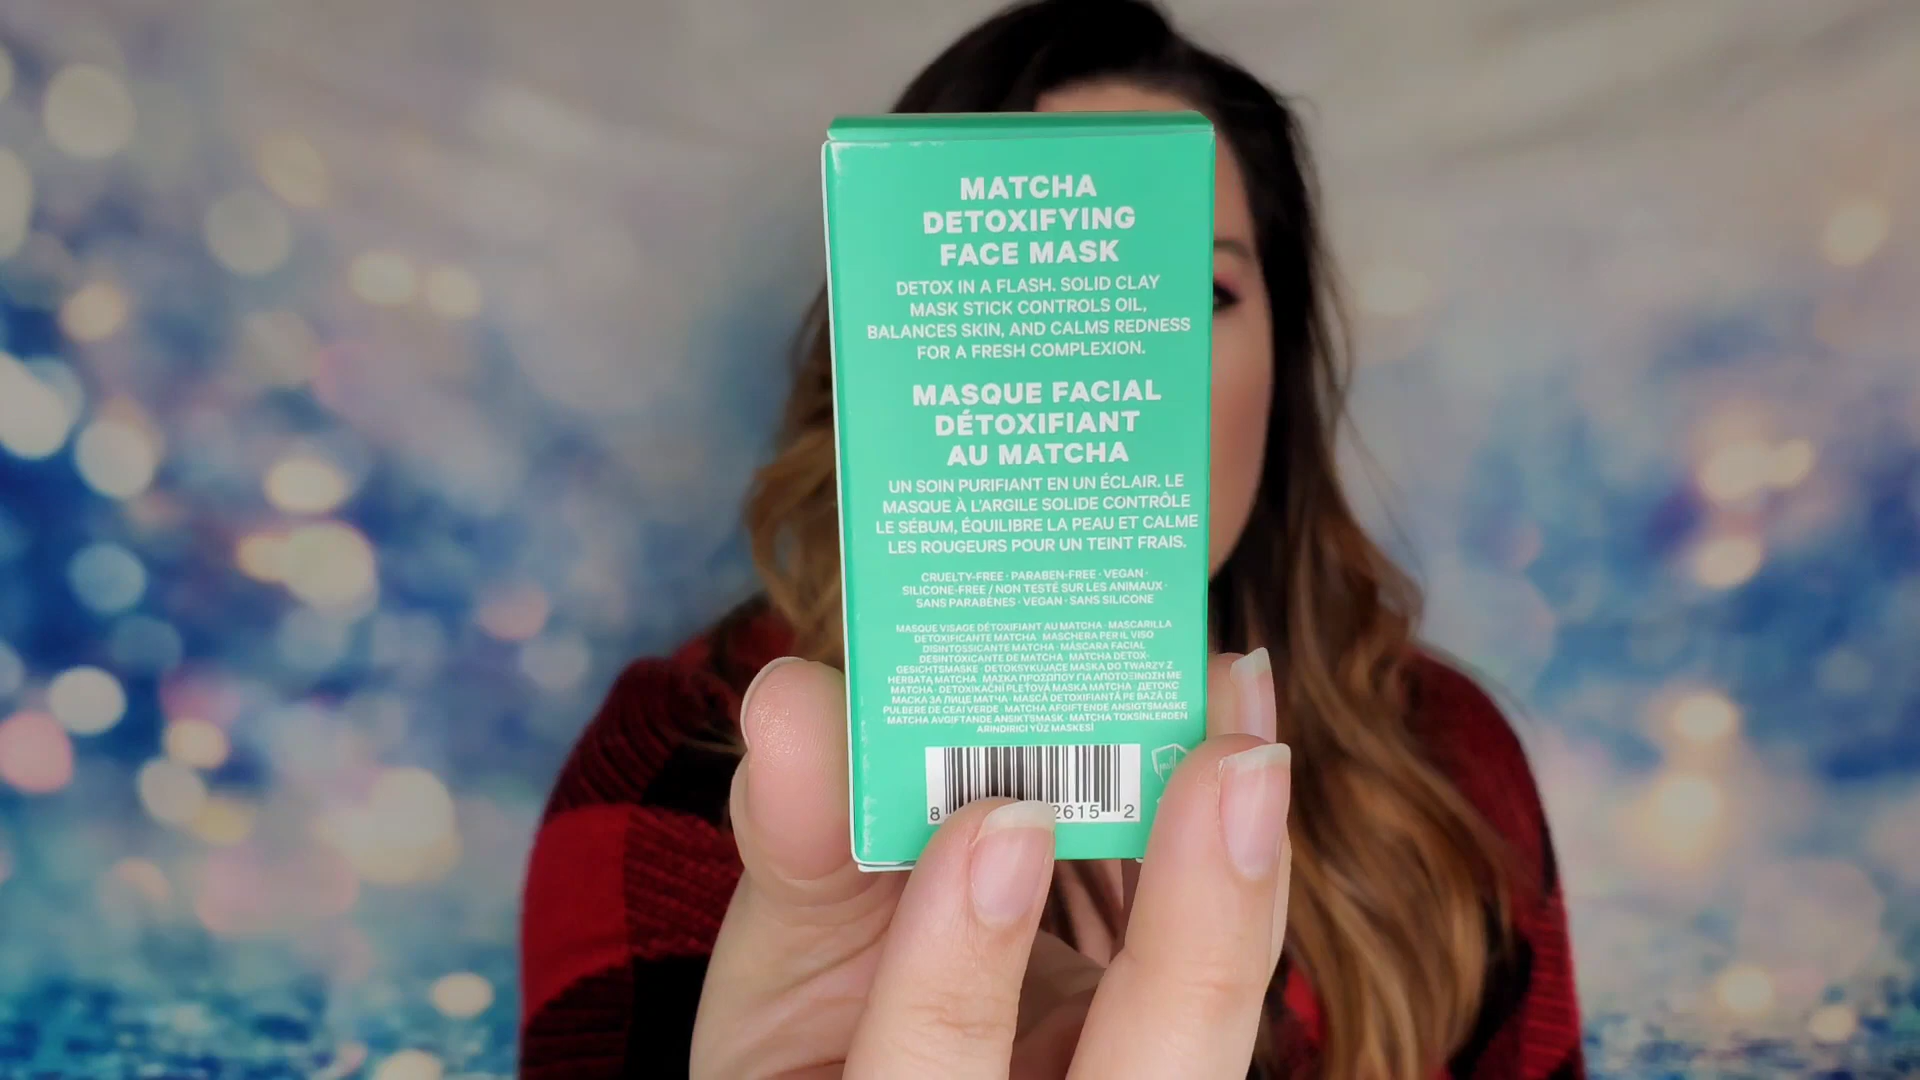 MATCHA
DETOXIFYING
FACE MASK
DETOX IN A FLASH. SOLID CLAY
MASK STICK CONTROLS OIL,
BALANCES SKIN, AND CALMS REDNESS
FOR A FRESH COMPLEXION.
MASQUE FACIAL
DÉTOXIFIANT
AU MATCHA
UN SOIN PURIFIANT EN UN ÉCLAIR. LE
MASQUE À L'ARGILE SOLIDE CONTRÔLE
LE SÉBUM, ÉQUILIBRE LA PEAU ET CALME
LES ROUGEURS POUR UN TEINT FRAIS.
CRUELTY-FREE · PARABEN-FREE · VEGAN ·
SILICONE-FREE / NON TESTÉ SUR LES ANIMAUX ·
SANS PARABÈNES · VEGAN · SANS SILICONE
MASQUE VISAGE DÉTOXIFIANT AU MATCHA · MASCARILLA
DETOXIFICANTE MATCHA · MASCHERA PER IL VISO
DISINTOSSICANTE MATCHA · MÁSCARA FACIAL
DESINTOXICANTE DE MATCHA · MATCHA DETOX-
GESICHTSMASKE · DETOKSYKUJĄCE MASKA DO TWARZY Z
HERBATĄ MATCHA · ΜΑΣΚΑ ΠΡΟΣΩΠΟΥ ΓΙΑ ΑΠΟΤΟΞΙΝΩΣΗ ΜΕ
MATCHA · DETOXIKAČNÍ PLEŤOVÁ MASKA MATCHA · ДЕТОКС
МАСКА ЗА ЛИЦЕ МАТЧА · MASCĂ DETOXIFIANTĂ PE BAZĂ DE
PULBERE DE CEAI VERDE · MATCHA AFGIFTENDE ANSIGTSMASKE
· MATCHA AVGIFTANDE ANSIKTSMASK · MATCHA TOKSİNLERDEN
ARINDIRICI YÜZ MASKESİ
8 2615 2